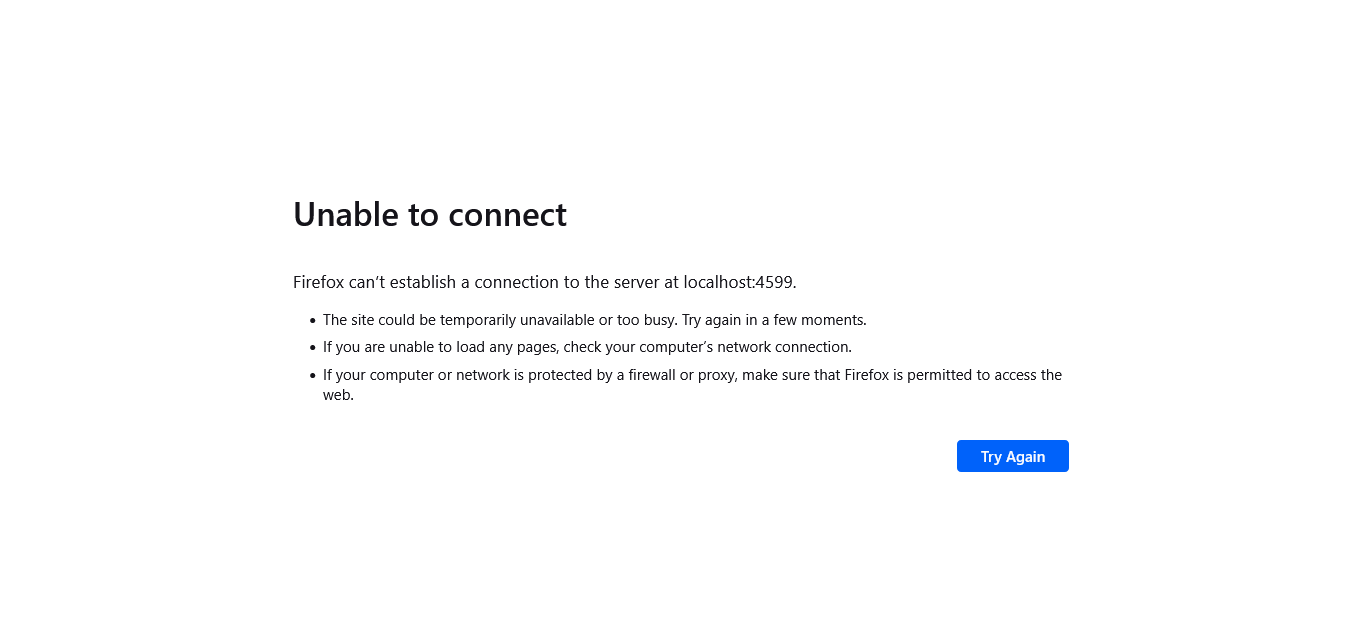 Unable to connect
Firefox can’t establish a connection to the server at localhost:4599.
• The site could be temporarily unavailable or too busy. Try again in a few moments.
• If you are unable to load any pages, check your computer’s network connection.
• If your computer or network is protected by a firewall or proxy, make sure that Firefox is permitted to access the
web.
Try Again